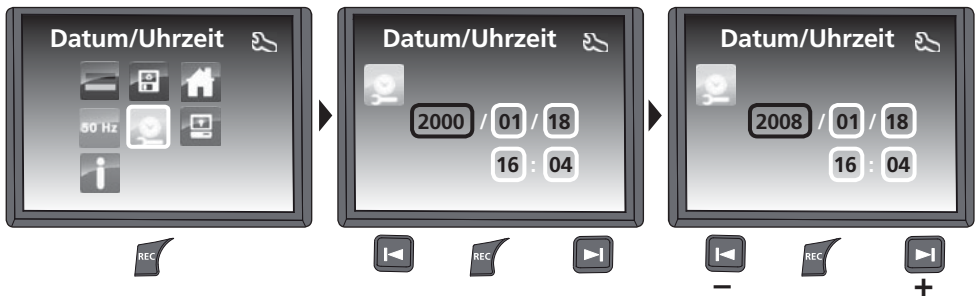 Datum/Uhrzeit
50 Hz
i
REC
Datum/Uhrzeit
2000 / 01 / 18
16 : 04
REC
Datum/Uhrzeit
2008 / 01 / 18
16 : 04
REC
− +